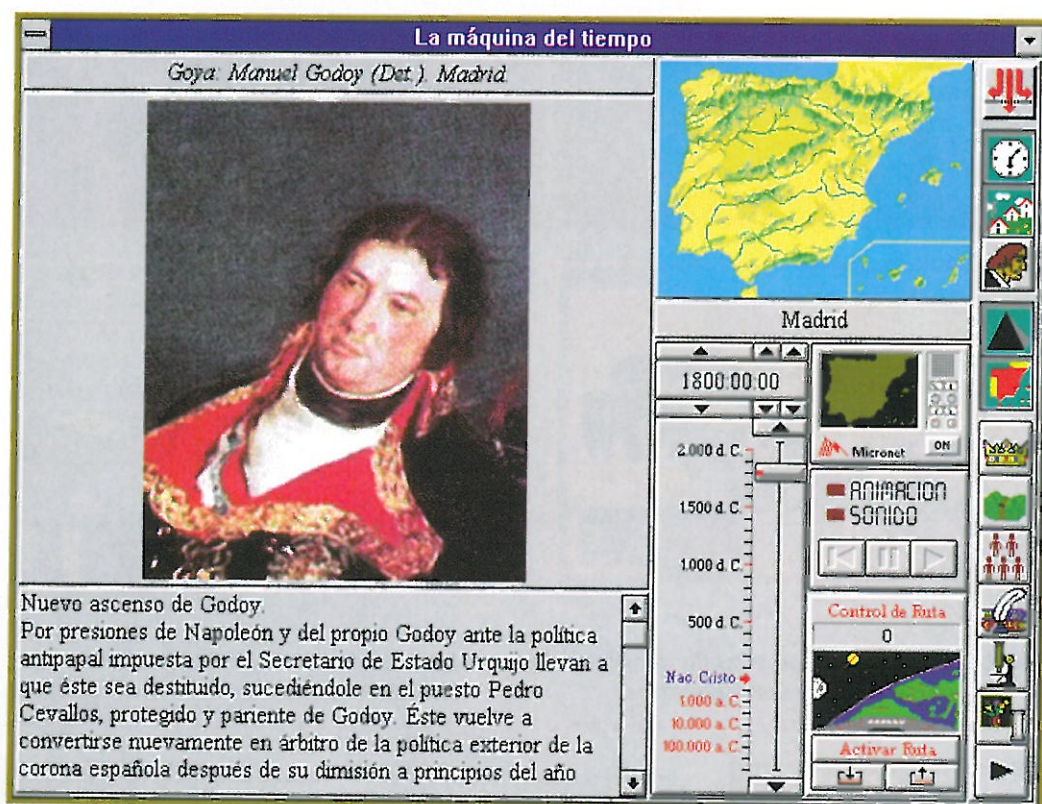 La máquina del tiempo
Goya: Manuel Godoy (Det.). Madrid
Madrid
1800:00:00
2.000 d. C.
1500 d. C.
1.000 d. C.
500 d. C.
Nac. Cristo
1.000 a. C.
10.000 a. C.
100.000 a. C.
Micronet
ON
ANIMACION
SONIDO
Control de Ruta
0
Activar Ruta
Nuevo ascenso de Godoy.
Por presiones de Napoleón y del propio Godoy ante la política
antipapal impuesta por el Secretario de Estado Urquijo llevan a
que éste sea destituido, sucediéndole en el puesto Pedro
Cevallos, protegido y pariente de Godoy. Éste vuelve a
convertirse nuevamente en árbitro de la política exterior de la
corona española después de su dimisión a principios del año